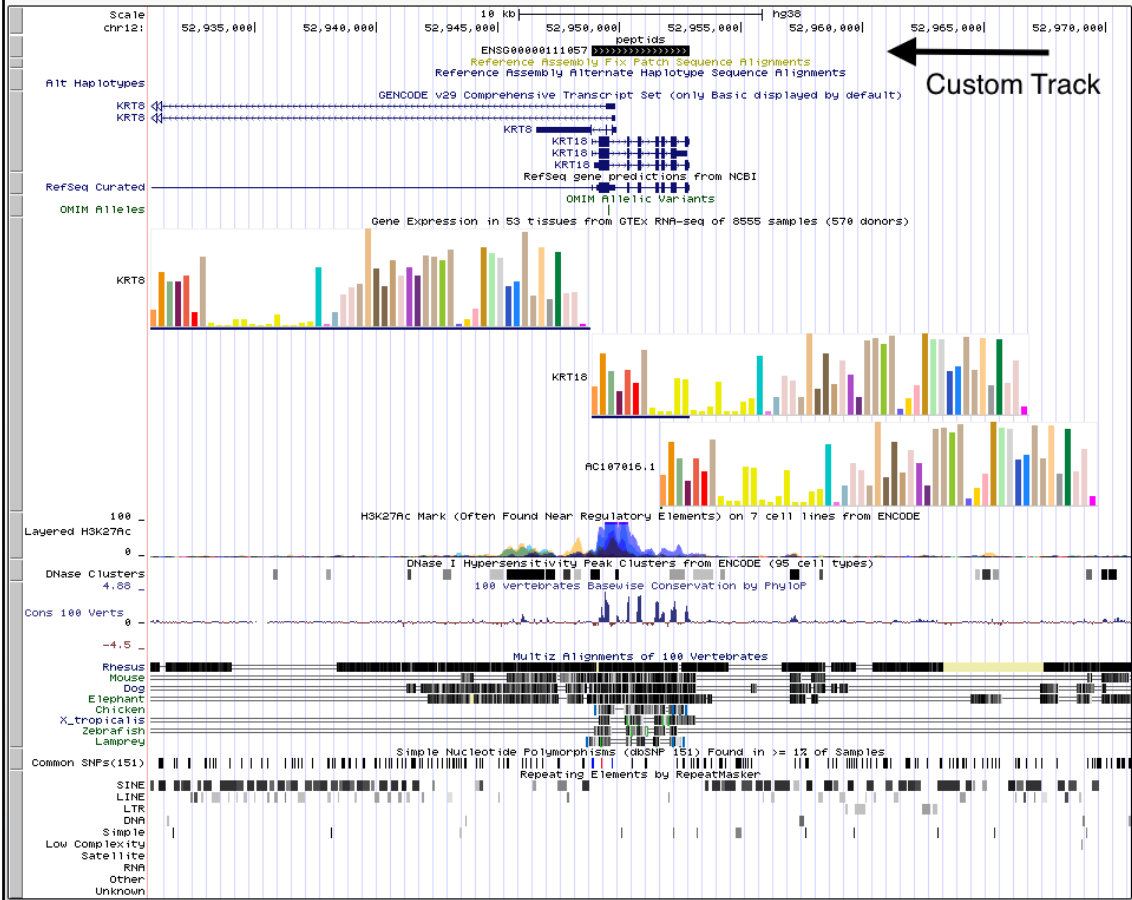 Scale 10 kb hg38
chr12: 52,935,000 52,940,000 52,945,000 52,950,000 52,955,000 52,960,000 52,965,000 52,970,000
peptids
ENSG00000111057
Custom Track
Reference Assembly Fix Patch Sequence Alignments
Reference Assembly Alternate Haplotype Sequence Alignments
Alt Haplotypes
GENCODE v29 Comprehensive Transcript Set (only Basic displayed by default)
KRT8
KRT8
KRT8
KRT18
KRT18
KRT18
RefSeq gene predictions from NCBI
RefSeq Curated
OMIM Allelic Variants
OMIM Alleles
Gene Expression in 53 tissues from GTEx RNA-seq of 8555 samples (570 donors)
KRT8
KRT18
AC107016.1
H3K27Ac Mark (Often Found Near Regulatory Elements) on 7 cell lines from ENCODE
100 _
Layered H3K27Ac
0 _
DNase I Hypersensitivity Peak Clusters from ENCODE (95 cell types)
DNase Clusters
100 vertebrates Basewise Conservation by PhyloP
4.88 _
Cons 100 Verts
0 _
-4.5 _
Multiz Alignments of 100 Vertebrates
Rhesus
Mouse
Dog
Elephant
Chicken
X_tropicalis
Zebrafish
Lamprey
Simple Nucleotide Polymorphisms (dbSNP 151) Found in >= 1% of Samples
Common SNPs(151)
Repeating Elements by RepeatMasker
SINE
LINE
LTR
DNA
Simple
Low Complexity
Satellite
RNA
Other
Unknown